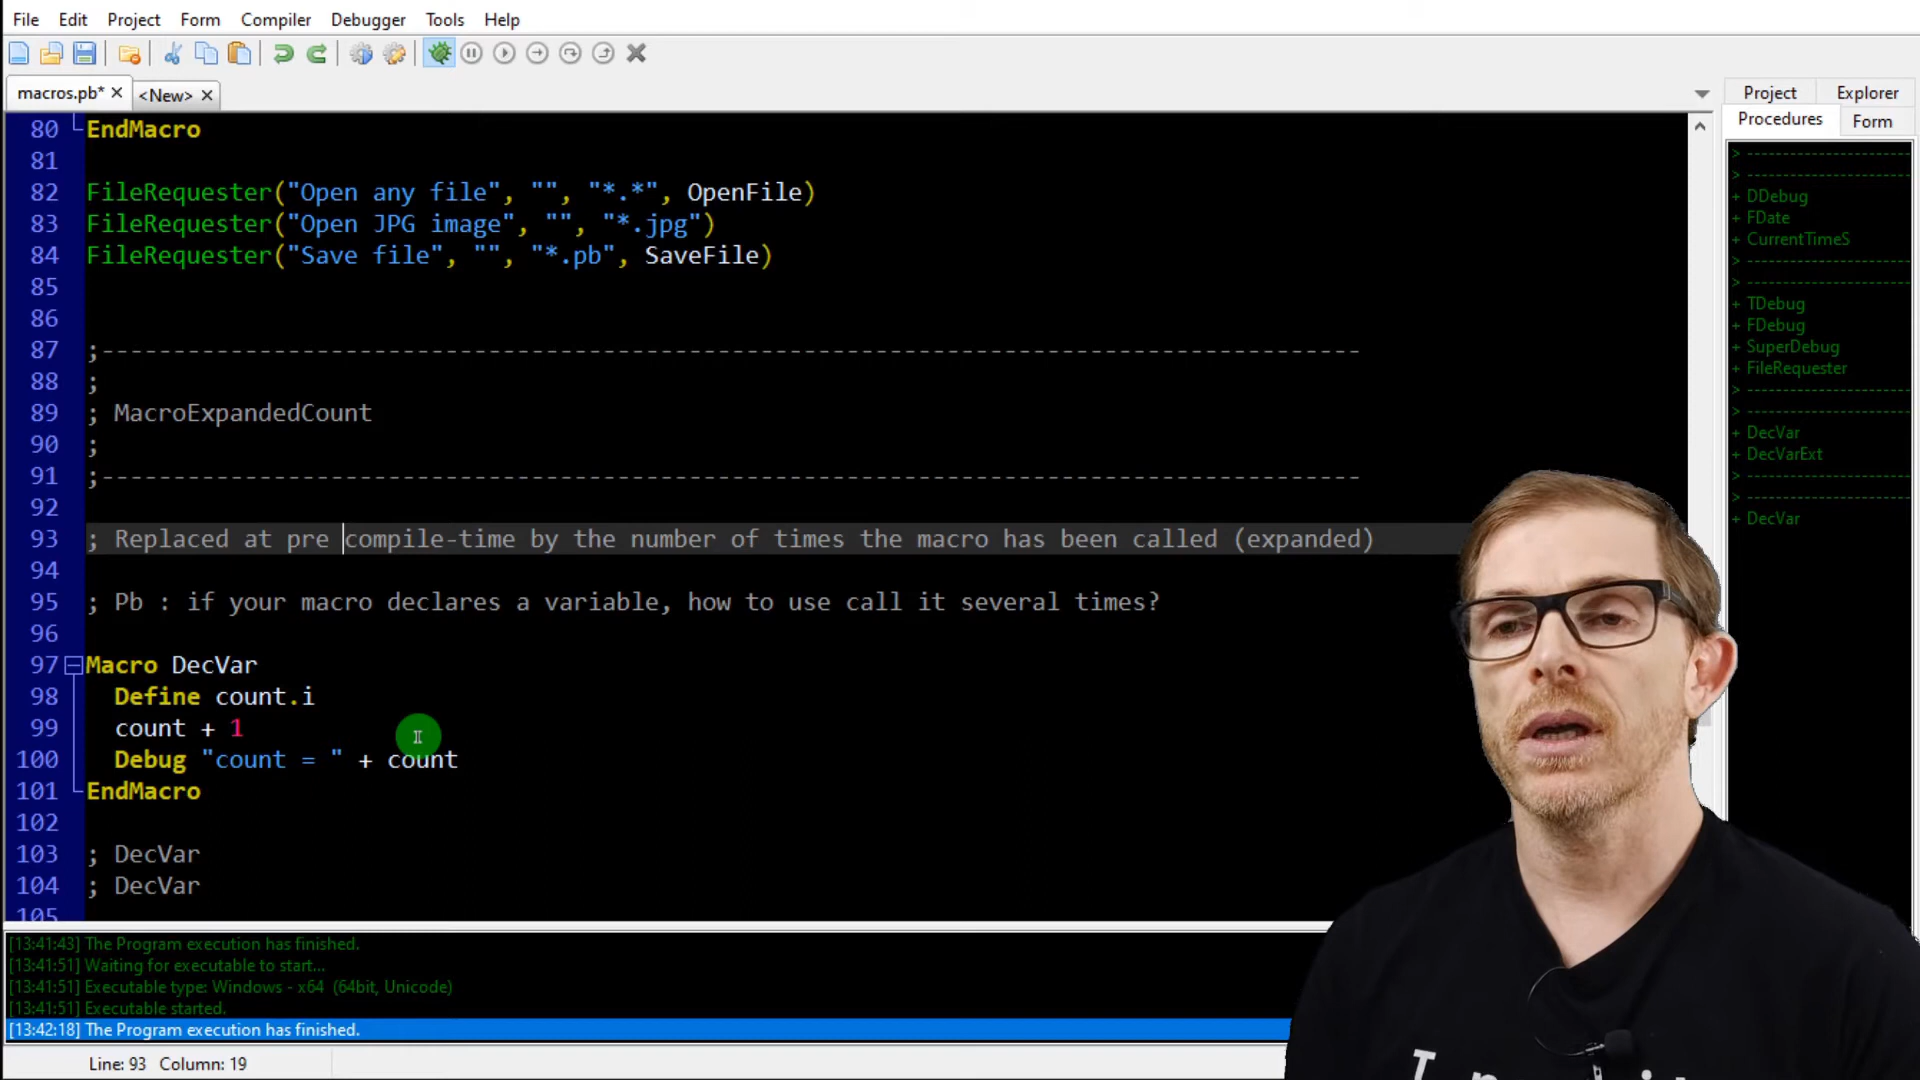 File Edit Project Form Compiler Debugger Tools Help
macros.pb* <New>
Project Explorer
Procedures Form
80 EndMacro
81
82 FileRequester("Open any file", "", "*.*", OpenFile)
83 FileRequester("Open JPG image", "", "*.jpg")
84 FileRequester("Save file", "", "*.pb", SaveFile)
85
86
87 ;----------------------------------------------------------------------------------------
88 ;
89 ; MacroExpandedCount
90 ;
91 ;----------------------------------------------------------------------------------------
92
93 ; Replaced at pre compile-time by the number of times the macro has been called (expanded)
94
95 ; Pb : if your macro declares a variable, how to use call it several times?
96
97 Macro DecVar
98 Define count.i
99 count + 1
100 Debug "count = " + count
101 EndMacro
102
103 ; DecVar
104 ; DecVar
105
> --------------------
> --------------------
+ DDebug
+ FDate
+ CurrentTimeS
> --------------------
> --------------------
+ TDebug
+ FDebug
+ SuperDebug
+ FileRequester
> --------------------
> --------------------
+ DecVar
+ DecVarExt
> --------------------
> --------------------
+ DecVar
[13:41:43] The Program execution has finished.
[13:41:51] Waiting for executable to start...
[13:41:51] Executable type: Windows - x64 (64bit, Unicode)
[13:41:51] Executable started.
[13:42:18] The Program execution has finished.
Line: 93 Column: 19